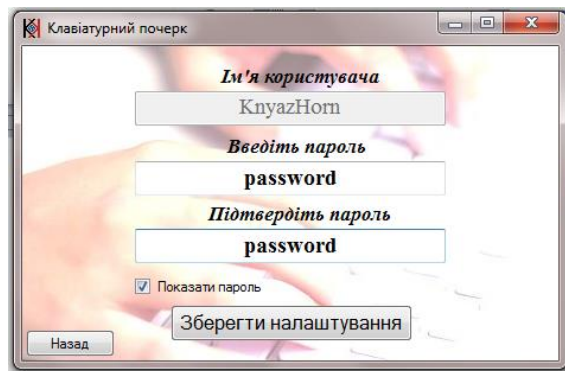 Клавіатурний почерк
Ім'я користувача
KnyazHorn
Введіть пароль
password
Підтвердіть пароль
password
Показати пароль
Зберегти налаштування
Назад